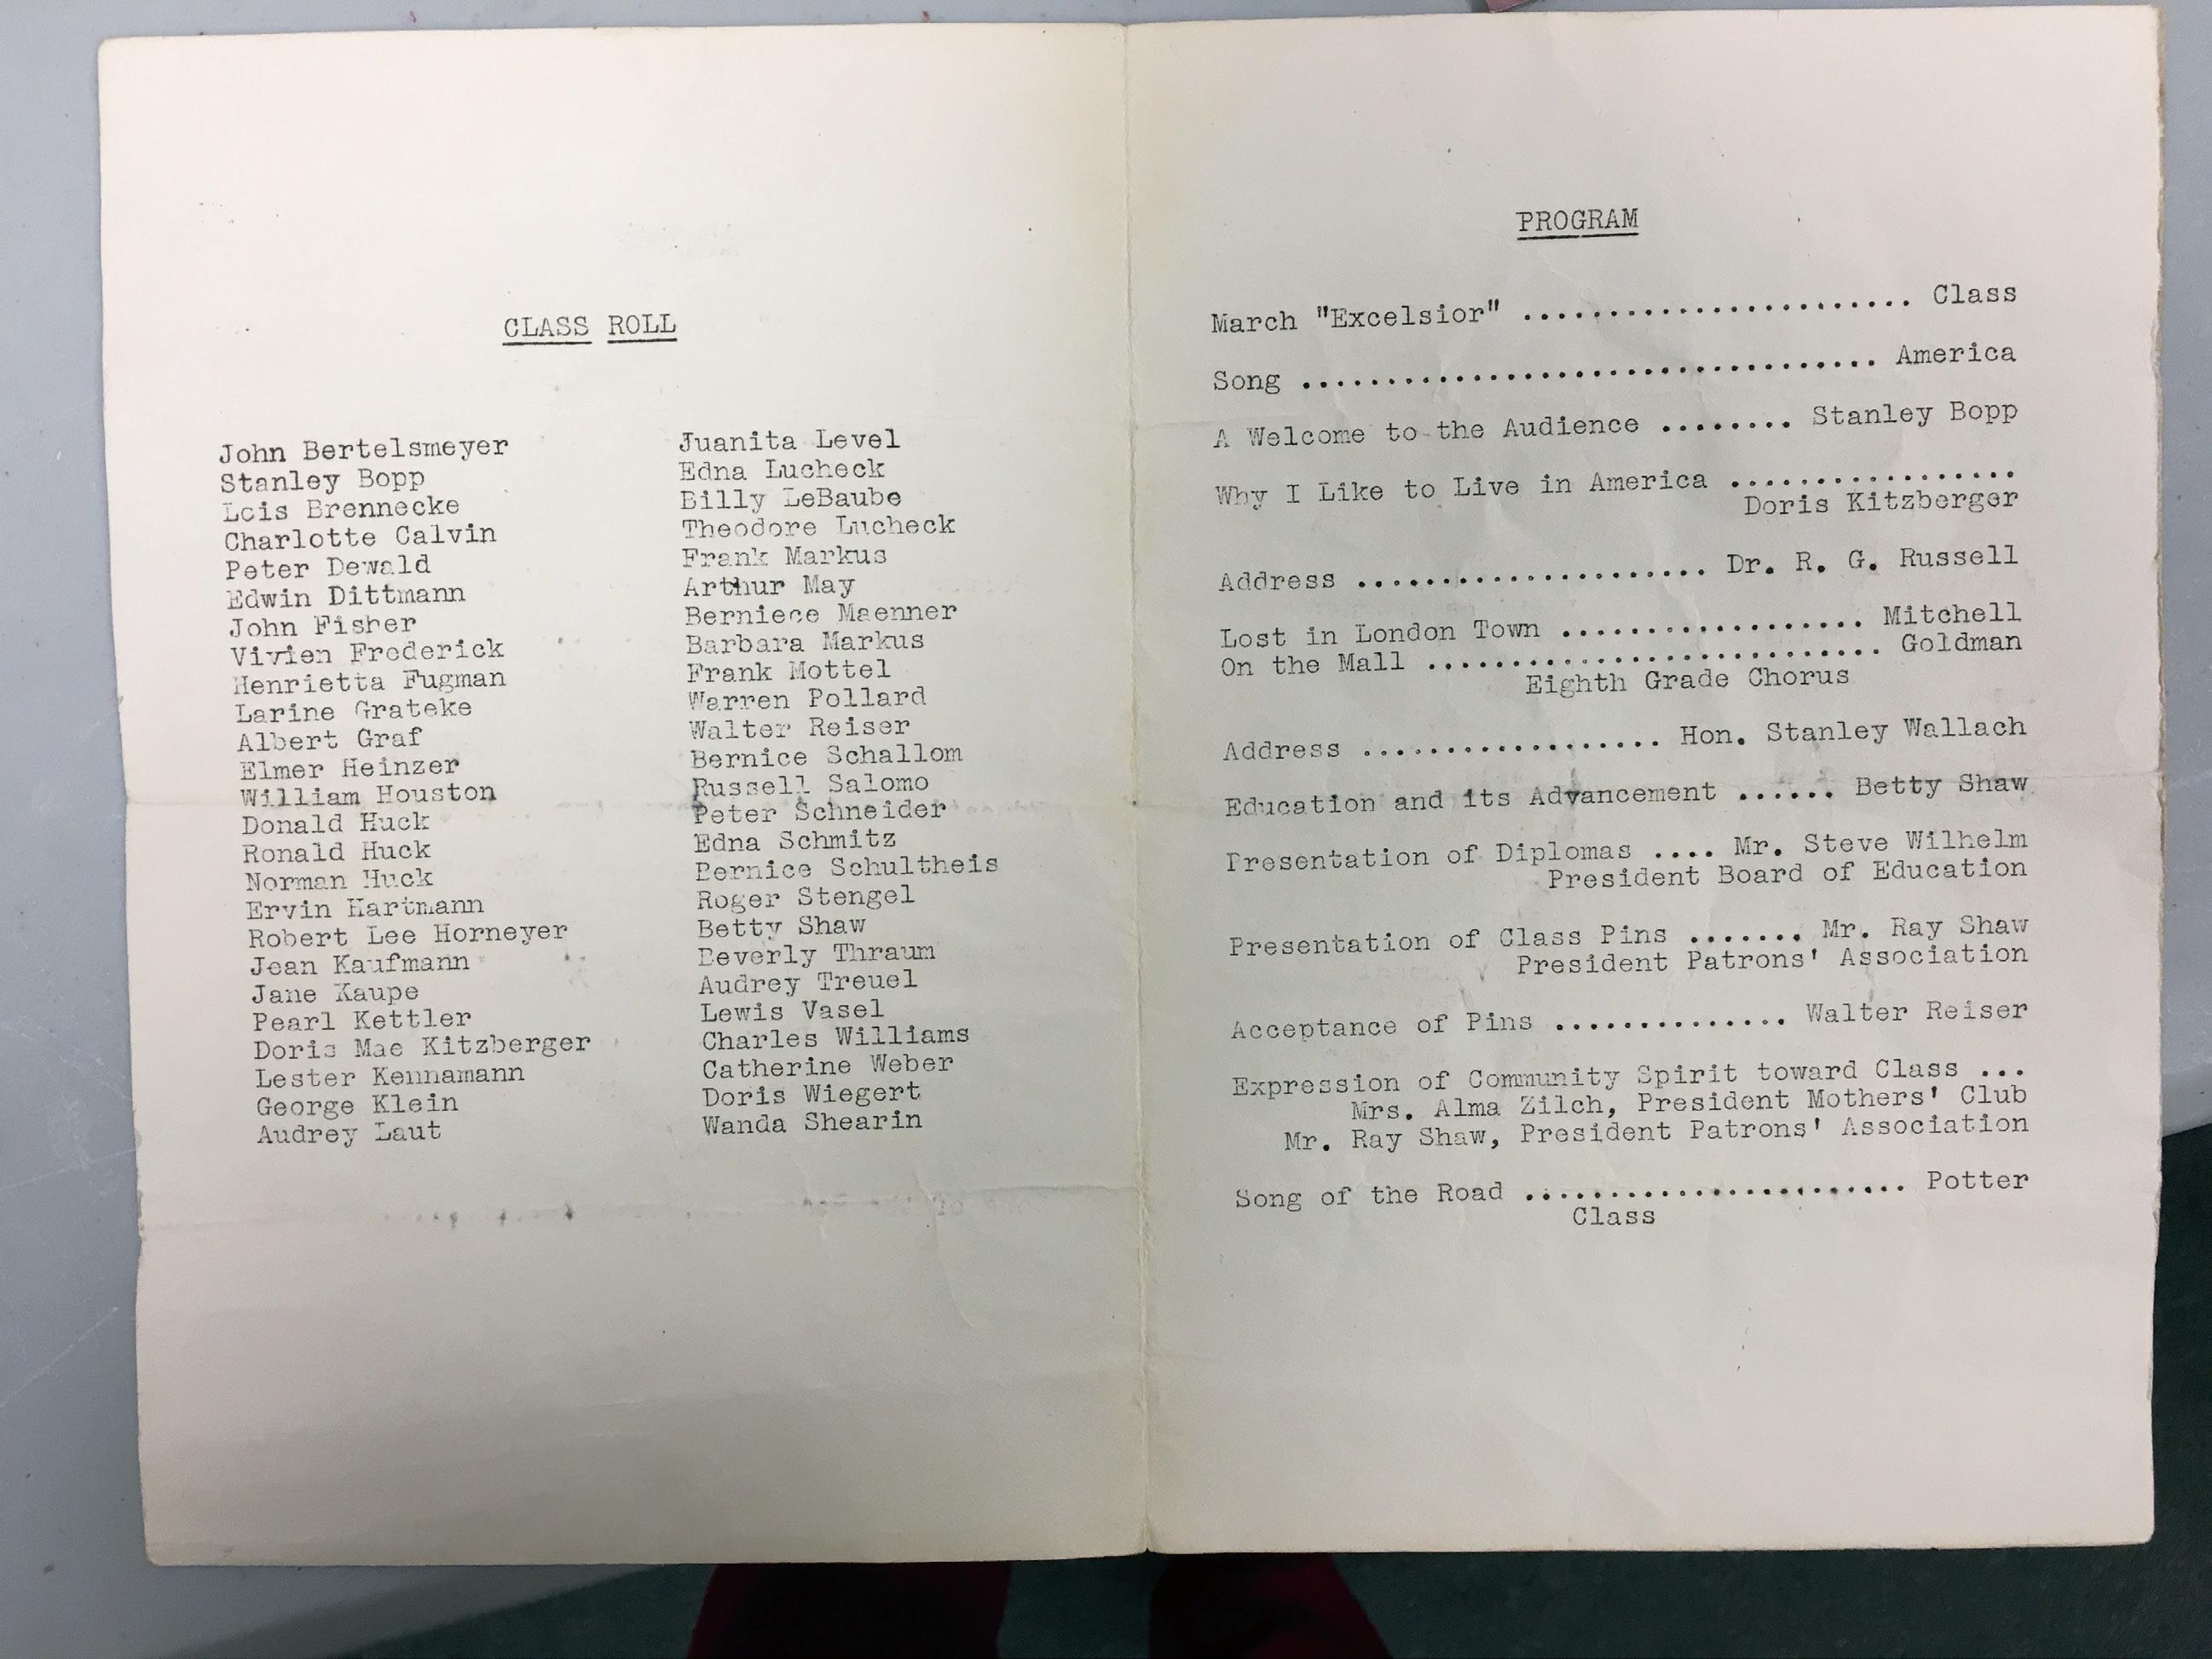 CLASS ROLL
John Bertelsmeyer
Stanley Bopp
Lois Brennecke
Charlotte Calvin
Peter Dewald
Edwin Dittmann
John Fisher
Vivien Frederick
Henrietta Fugman
Larine Grateke
Albert Graf
Elmer Heinzer
William Houston
Donald Huck
Ronald Huck
Norman Huck
Ervin Hartmann
Robert Lee Horneyer
Jean Kaufmann
Jane Kaupe
Pearl Kettler
Doris Mae Kitzberger
Lester Kennamann
George Klein
Audrey Laut
Juanita Level
Edna Lucheck
Billy LeBaube
Theodore Lucheck
Frank Markus
Arthur May
Berniece Maenner
Barbara Markus
Frank Mottel
Warren Pollard
Walter Reiser
Bernice Schallom
Russell Salomo
Peter Schneider
Edna Schmitz
Bernice Schultheis
Roger Stengel
Betty Shaw
Beverly Thraum
Audrey Treuel
Lewis Vasel
Charles Williams
Catherine Weber
Doris Wiegert
Wanda Shearin
PROGRAM
March "Excelsior" ....................... Class
Song .................................. America
A Welcome to the Audience ........ Stanley Bopp
Why I Like to Live in America .................
Doris Kitzberger
Address ..................... Dr. R. G. Russell
Lost in London Town .................. Mitchell
On the Mall ........................... Goldman
Eighth Grade Chorus
Address .................. Hon. Stanley Wallach
Education and its Advancement ...... Betty Shaw
Presentation of Diplomas .... Mr. Steve Wilhelm
President Board of Education
Presentation of Class Pins ....... Mr. Ray Shaw
President Patrons' Association
Acceptance of Pins .............. Walter Reiser
Expression of Community Spirit toward Class ...
Mrs. Alma Zilch, President Mothers' Club
Mr. Ray Shaw, President Patrons' Association
Song of the Road ....................... Potter
Class